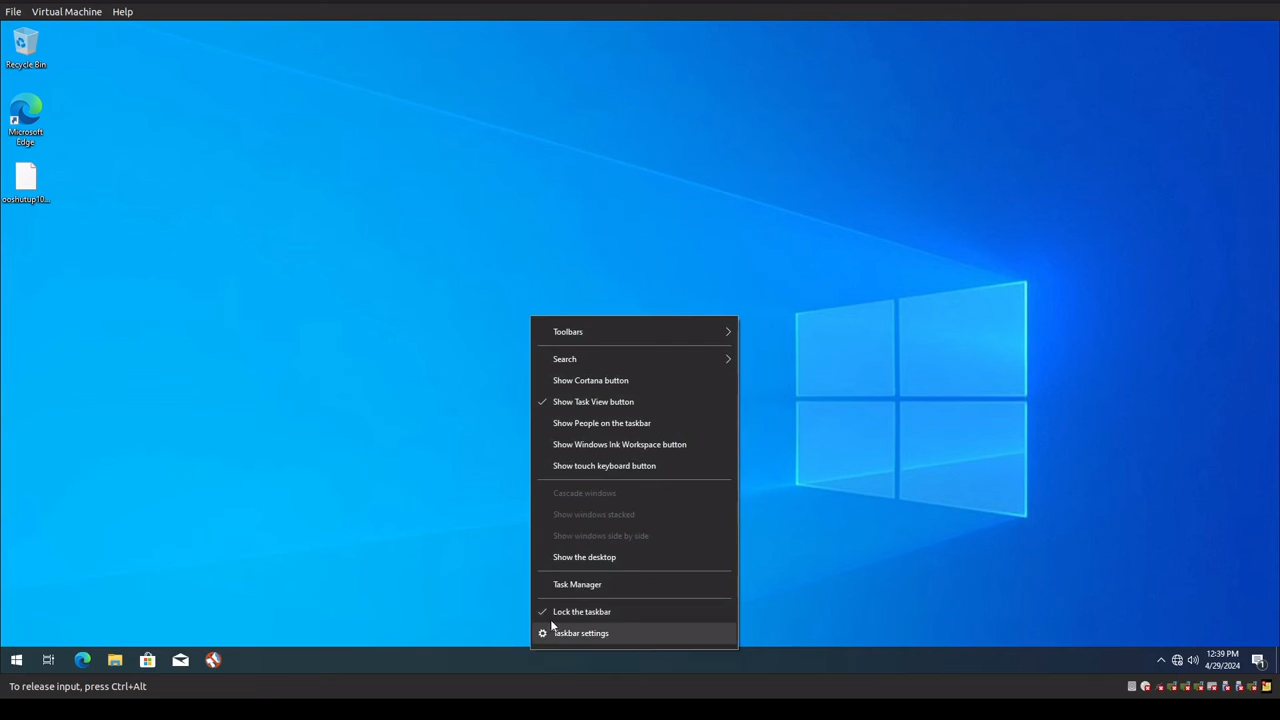 File Virtual Machine Help
Recycle Bin
Microsoft
Edge
ooshutup10...
Toolbars
Search
Show Cortana button
Show Task View button
Show People on the taskbar
Show Windows Ink Workspace button
Show touch keyboard button
Cascade windows
Show windows stacked
Show windows side by side
Show the desktop
Task Manager
Lock the taskbar
Taskbar settings
12:39 PM
4/29/2024
1
To release input, press Ctrl+Alt